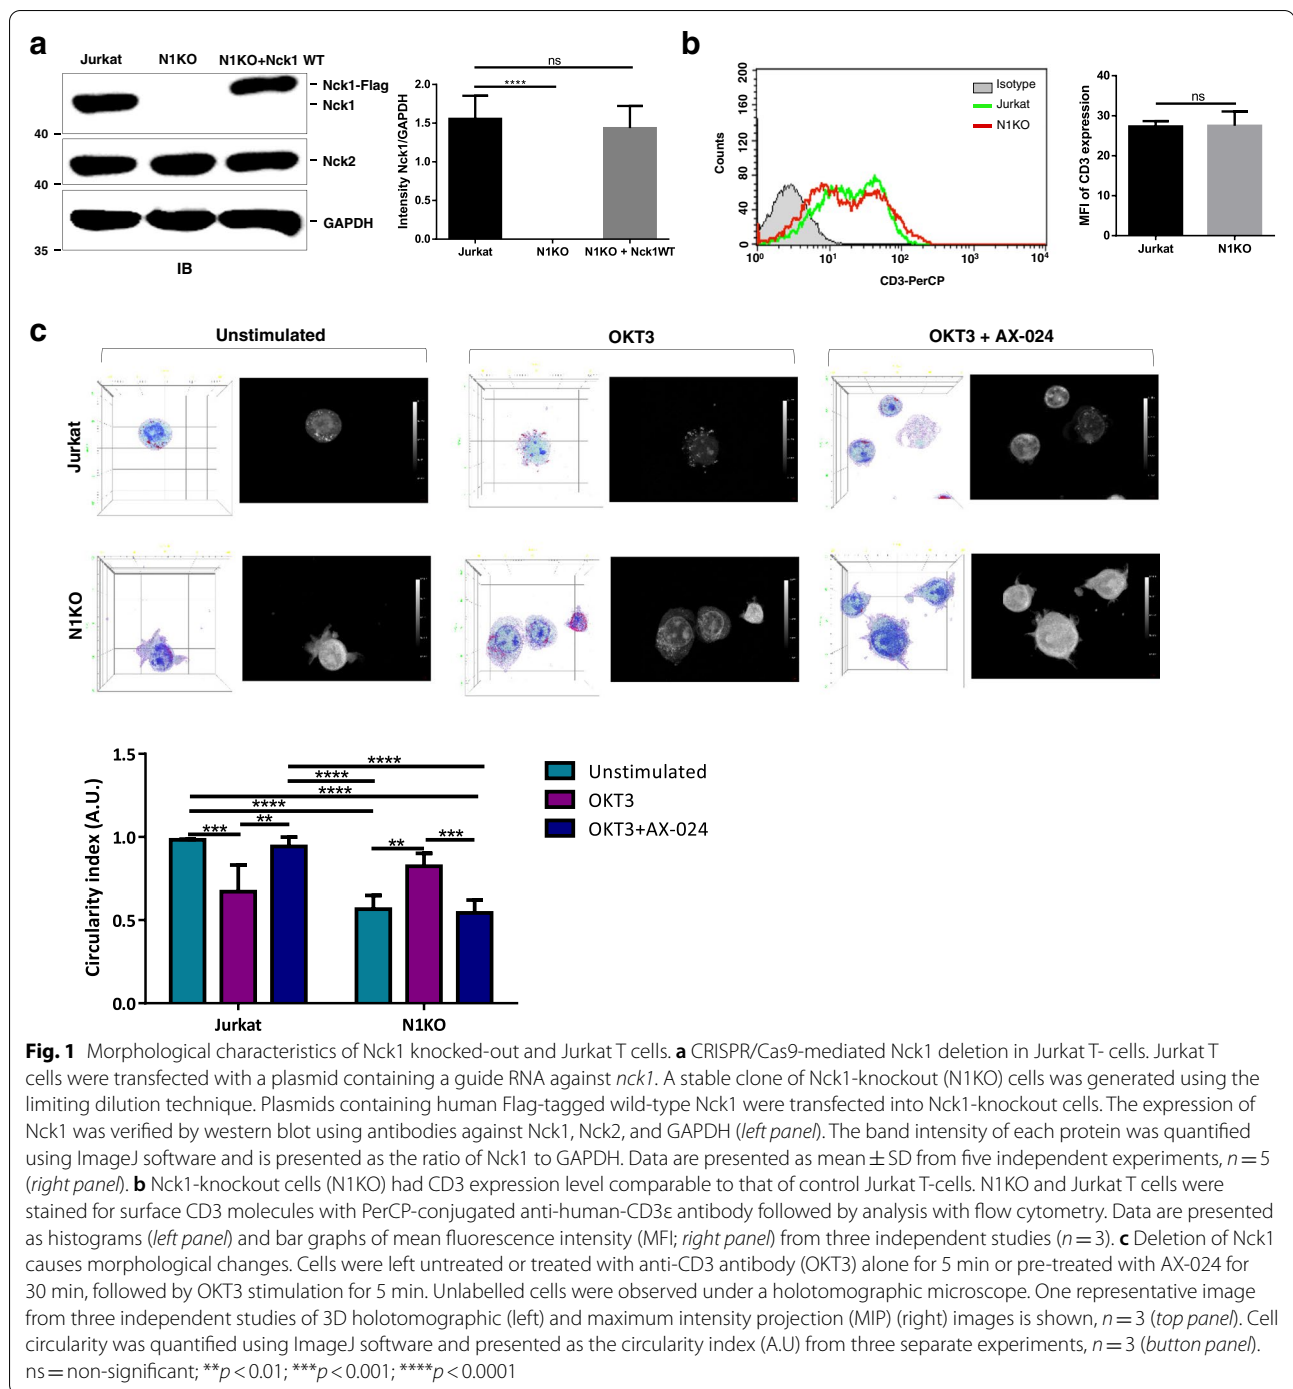 a
Jurkat N1KO N1KO+Nck1 WT
Nck1-Flag
Nck1
40
Nck2
40
GAPDH
35
IB
ns
****
2.0
1.5
1.0
0.5
0.0
Intensity Nck1/GAPDH
Jurkat N1KO N1KO + Nck1WT
b
200
160
120
80
40
0
Counts
Isotype
Jurkat
N1KO
10⁰ 10¹ 10² 10³ 10⁴
CD3-PerCP
40
30
20
10
0
MFI of CD3 expression
ns
Jurkat N1KO
c
Unstimulated OKT3 OKT3 + AX-024
Jurkat
N1KO
1.5
1.0
0.5
0.0
Circularity index (A.U.)
****
****
****
****
*** **
** ***
Jurkat N1KO
Unstimulated
OKT3
OKT3+AX-024
Fig. 1 Morphological characteristics of Nck1 knocked-out and Jurkat T cells. a CRISPR/Cas9-mediated Nck1 deletion in Jurkat T- cells. Jurkat T
cells were transfected with a plasmid containing a guide RNA against nck1. A stable clone of Nck1-knockout (N1KO) cells was generated using the
limiting dilution technique. Plasmids containing human Flag-tagged wild-type Nck1 were transfected into Nck1-knockout cells. The expression of
Nck1 was verified by western blot using antibodies against Nck1, Nck2, and GAPDH (left panel). The band intensity of each protein was quantified
using ImageJ software and is presented as the ratio of Nck1 to GAPDH. Data are presented as mean ± SD from five independent experiments, n = 5
(right panel). b Nck1-knockout cells (N1KO) had CD3 expression level comparable to that of control Jurkat T-cells. N1KO and Jurkat T cells were
stained for surface CD3 molecules with PerCP-conjugated anti-human-CD3ε antibody followed by analysis with flow cytometry. Data are presented
as histograms (left panel) and bar graphs of mean fluorescence intensity (MFI; right panel) from three independent studies (n = 3). c Deletion of Nck1
causes morphological changes. Cells were left untreated or treated with anti-CD3 antibody (OKT3) alone for 5 min or pre-treated with AX-024 for
30 min, followed by OKT3 stimulation for 5 min. Unlabelled cells were observed under a holotomographic microscope. One representative image
from three independent studies of 3D holotomographic (left) and maximum intensity projection (MIP) (right) images is shown, n = 3 (top panel). Cell
circularity was quantified using ImageJ software and presented as the circularity index (A.U) from three separate experiments, n = 3 (button panel).
ns = non-significant; **p < 0.01; ***p < 0.001; ****p < 0.0001